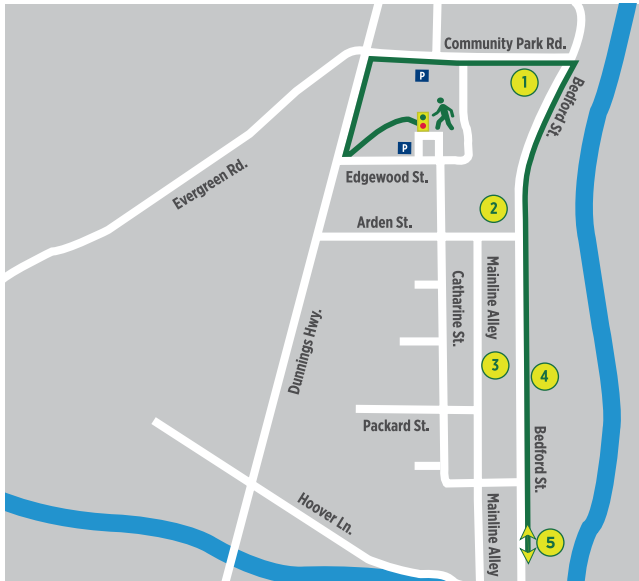 Community Park Rd.
P
1
Bedford St.
P
Edgewood St.
Evergreen Rd.
2
Arden St.
Mainline Alley
Catharine St.
Dunnings Hwy.
3
4
Packard St.
Bedford St.
Hoover Ln.
Mainline Alley
5